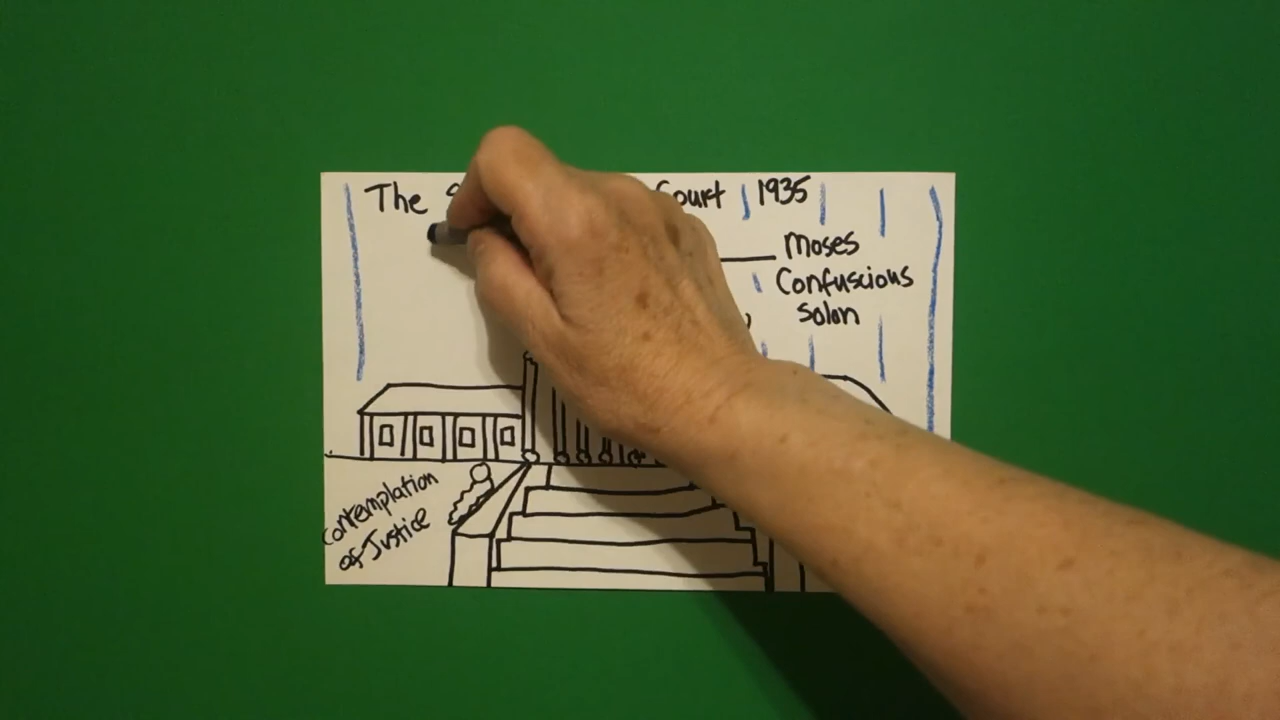 The Court 1935
Moses
Confuscious
Solon
Contemplation
of Justice